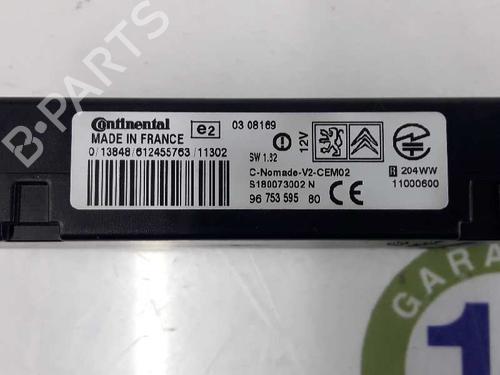 Continental
MADE IN FRANCE
e2
03 08169
0/13848/612455763/11302
SW 1.92
12V
C-Nomade-V2-CEM02
S180073002 N
96 753 595 80
CE
R 204WW
11000600
B-PARTS
GARA
1